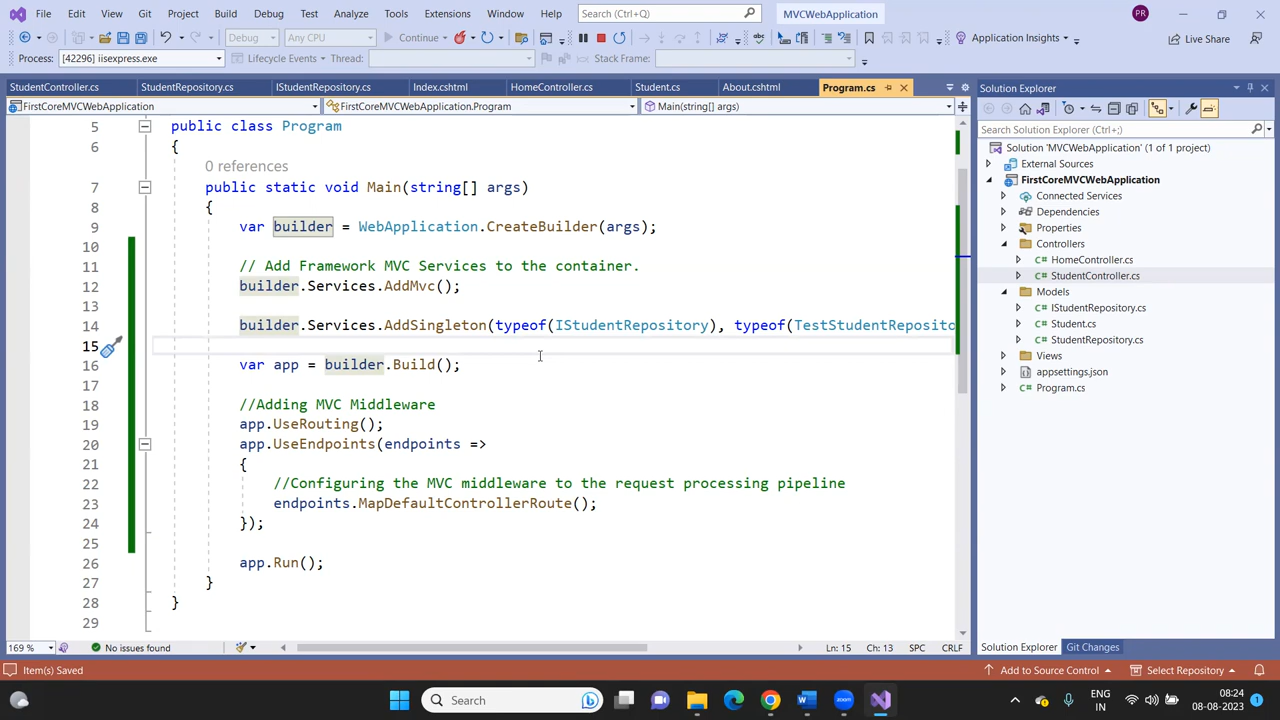 File Edit View Git Project Build Debug Test Analyze Tools Extensions Window Help Search (Ctrl+Q) MVCWebApplication PR
Debug Any CPU Continue Application Insights Live Share
Process: [42296] iisexpress.exe Lifecycle Events Thread: Stack Frame:
StudentController.cs StudentRepository.cs IStudentRepository.cs Index.cshtml HomeController.cs Student.cs About.cshtml Program.cs
FirstCoreMVCWebApplication FirstCoreMVCWebApplication.Program Main(string[] args)
5 public class Program
6 {
0 references
7 public static void Main(string[] args)
8 {
9 var builder = WebApplication.CreateBuilder(args);
10
11 // Add Framework MVC Services to the container.
12 builder.Services.AddMvc();
13
14 builder.Services.AddSingleton(typeof(IStudentRepository), typeof(TestStudentReposito
15
16 var app = builder.Build();
17
18 //Adding MVC Middleware
19 app.UseRouting();
20 app.UseEndpoints(endpoints =>
21 {
22 //Configuring the MVC middleware to the request processing pipeline
23 endpoints.MapDefaultControllerRoute();
24 });
25
26 app.Run();
27 }
28 }
29
169 % No issues found Ln: 15 Ch: 13 SPC CRLF
Solution Explorer
Search Solution Explorer (Ctrl+;)
Solution 'MVCWebApplication' (1 of 1 project)
External Sources
FirstCoreMVCWebApplication
Connected Services
Dependencies
Properties
Controllers
HomeController.cs
StudentController.cs
Models
IStudentRepository.cs
Student.cs
StudentRepository.cs
Views
appsettings.json
Program.cs
Solution Explorer Git Changes
Item(s) Saved Add to Source Control Select Repository
Search ENG IN 08:24 08-08-2023 1